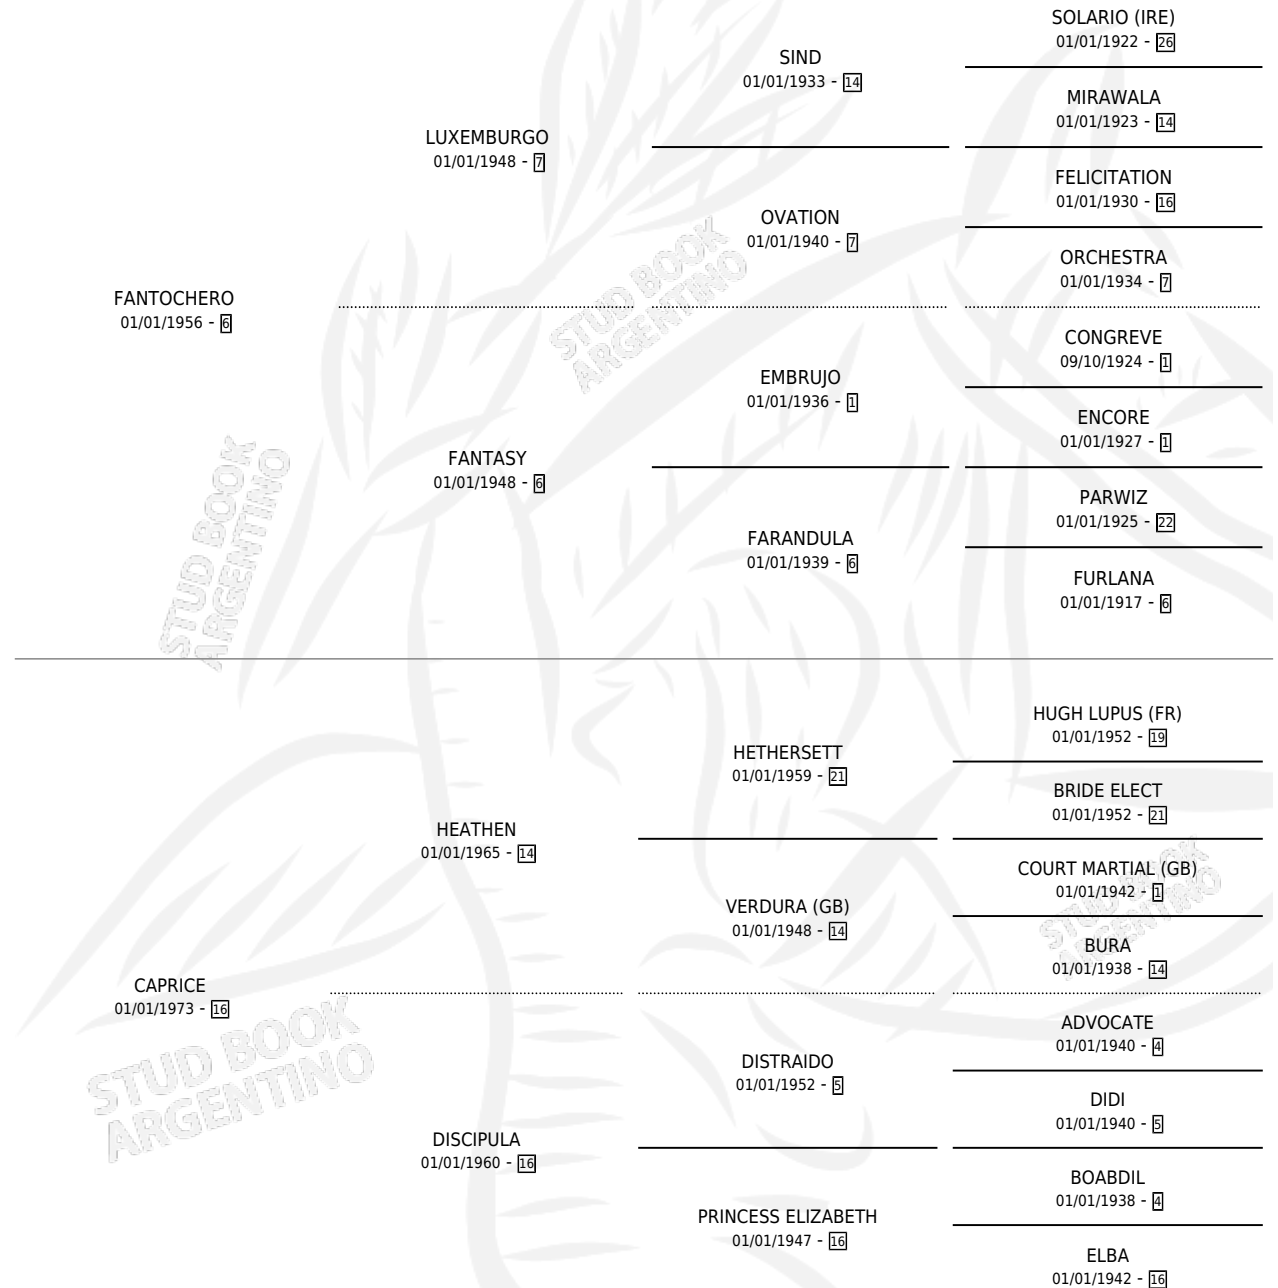 SOLARIO (IRE)
01/01/1922 - 26
SIND
01/01/1933 - 14
MIRAWALA
01/01/1923 - 14
LUXEMBURGO
01/01/1948 - 7
FELICITATION
01/01/1930 - 16
OVATION
01/01/1940 - 7
ORCHESTRA
01/01/1934 - 7
FANTOCHERO
01/01/1956 - 6
CONGREVE
09/10/1924 - 1
EMBRUJO
01/01/1936 - 1
ENCORE
01/01/1927 - 1
FANTASY
01/01/1948 - 6
PARWIZ
01/01/1925 - 22
FARANDULA
01/01/1939 - 6
FURLANA
01/01/1917 - 6
HUGH LUPUS (FR)
01/01/1952 - 19
HETHERSETT
01/01/1959 - 21
BRIDE ELECT
01/01/1952 - 21
HEATHEN
01/01/1965 - 14
COURT MARTIAL (GB)
01/01/1942 - 1
VERDURA (GB)
01/01/1948 - 14
BURA
01/01/1938 - 14
CAPRICE
01/01/1973 - 16
ADVOCATE
01/01/1940 - 4
DISTRAIDO
01/01/1952 - 5
DIDI
01/01/1940 - 5
DISCIPULA
01/01/1960 - 16
BOABDIL
01/01/1938 - 4
PRINCESS ELIZABETH
01/01/1947 - 16
ELBA
01/01/1942 - 16
STUD BOOK
ARGENTINO
STUD BOOK
ARGENTINO
STUD BOOK
ARGENTINO
STUD BOOK
ARGENTINO